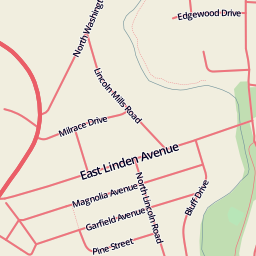 Edgewood Drive
North Washingt
Lincoln Mills Road
Milrace Drive
East Linden Avenue
Magnolia Avenue
North Lincoln Road
Bluff Drive
Garfield Avenue
Pine Street